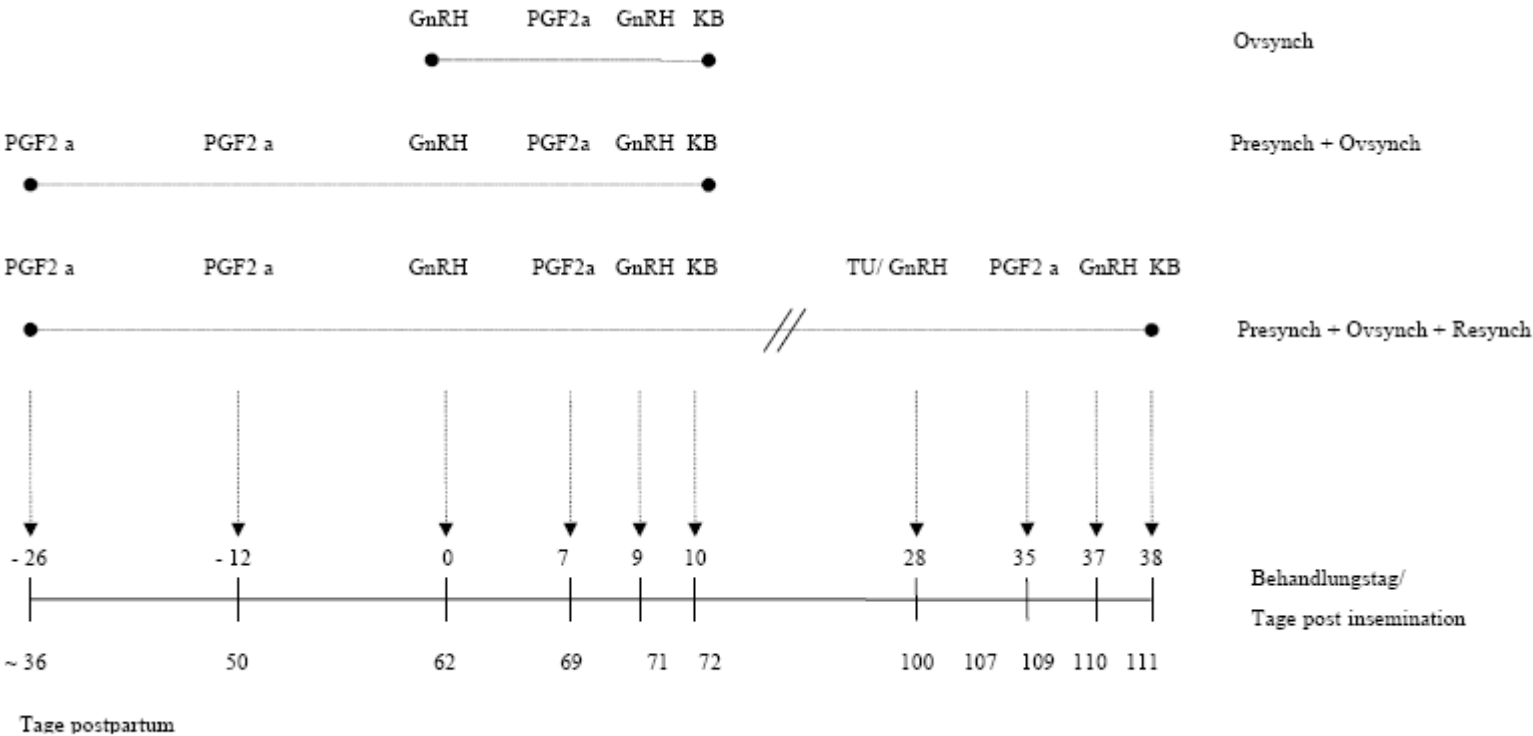 GnRH PGF2a GnRH KB Ovsynch
PGF2 a PGF2 a GnRH PGF2a GnRH KB Presynch + Ovsynch
PGF2 a PGF2 a GnRH PGF2a GnRH KB TU/ GnRH PGF2 a GnRH KB
Presynch + Ovsynch + Resynch
- 26 - 12 0 7 9 10 28 35 37 38
Behandlungstag/
Tage post insemination
~ 36 50 62 69 71 72 100 107 109 110 111
Tage postpartum